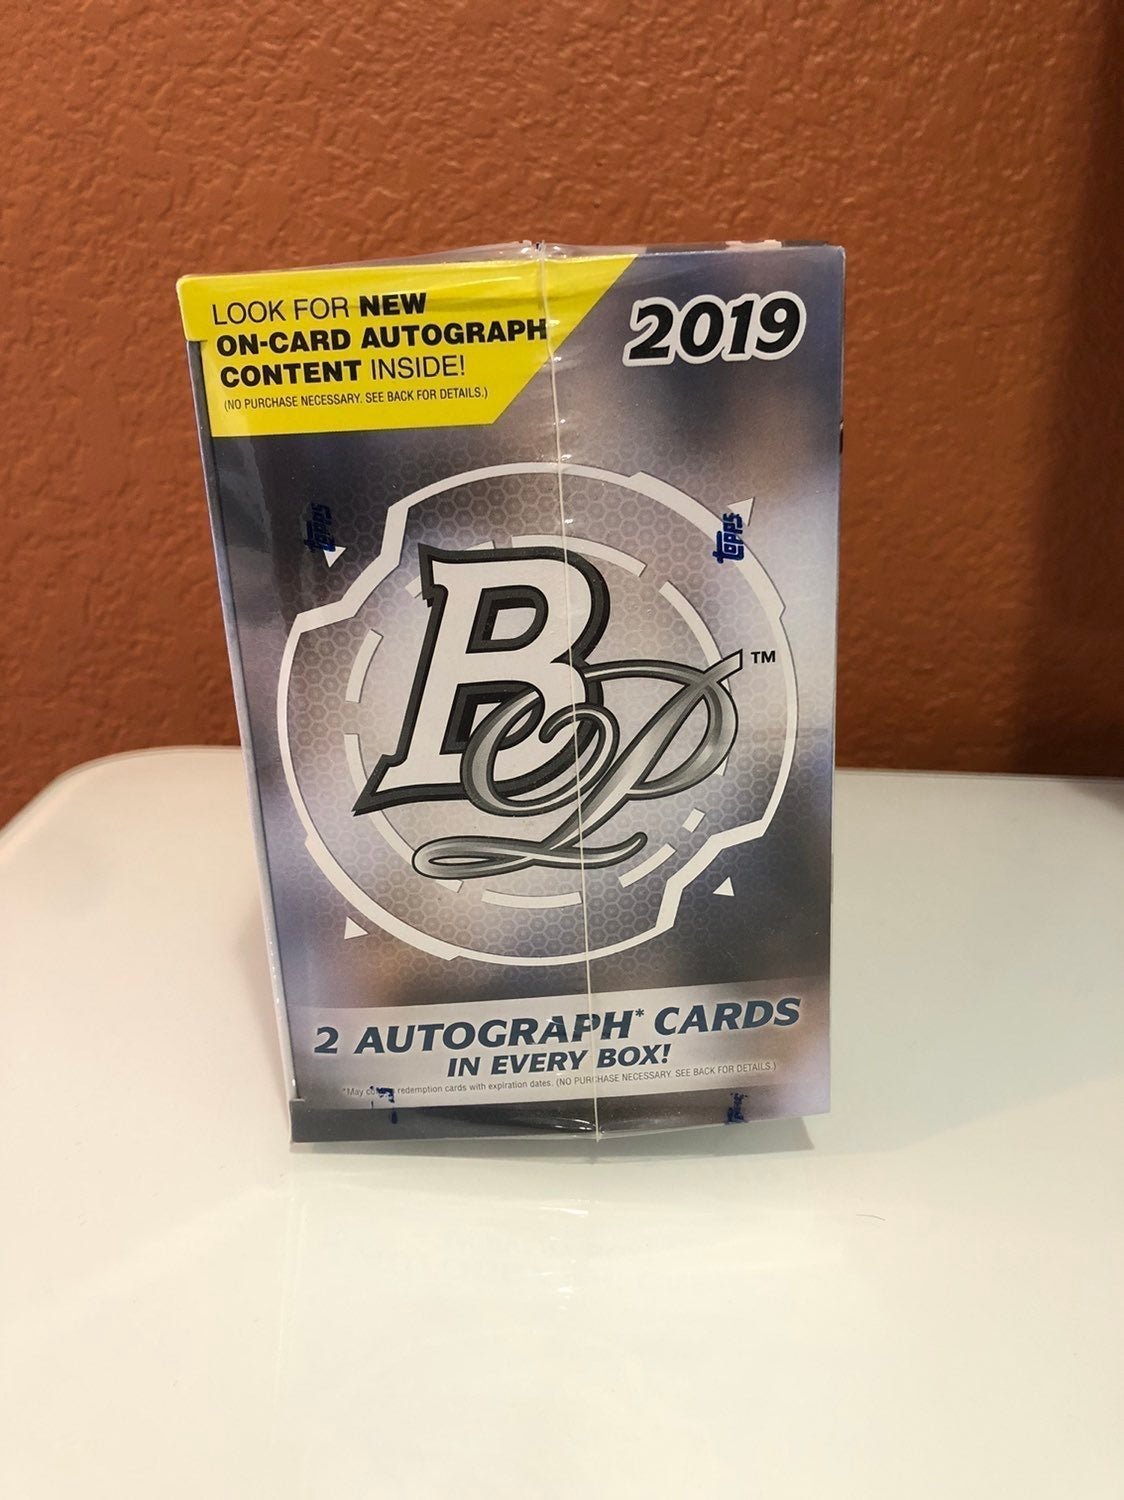 LOOK FOR NEW
ON-CARD AUTOGRAPH
CONTENT INSIDE!
(NO PURCHASE NECESSARY. SEE BACK FOR DETAILS.)
2019
topps
topps
BP
TM
2 AUTOGRAPH* CARDS
IN EVERY BOX!
*May redemption cards with expiration dates. (NO PURCHASE NECESSARY. SEE BACK FOR DETAILS.)